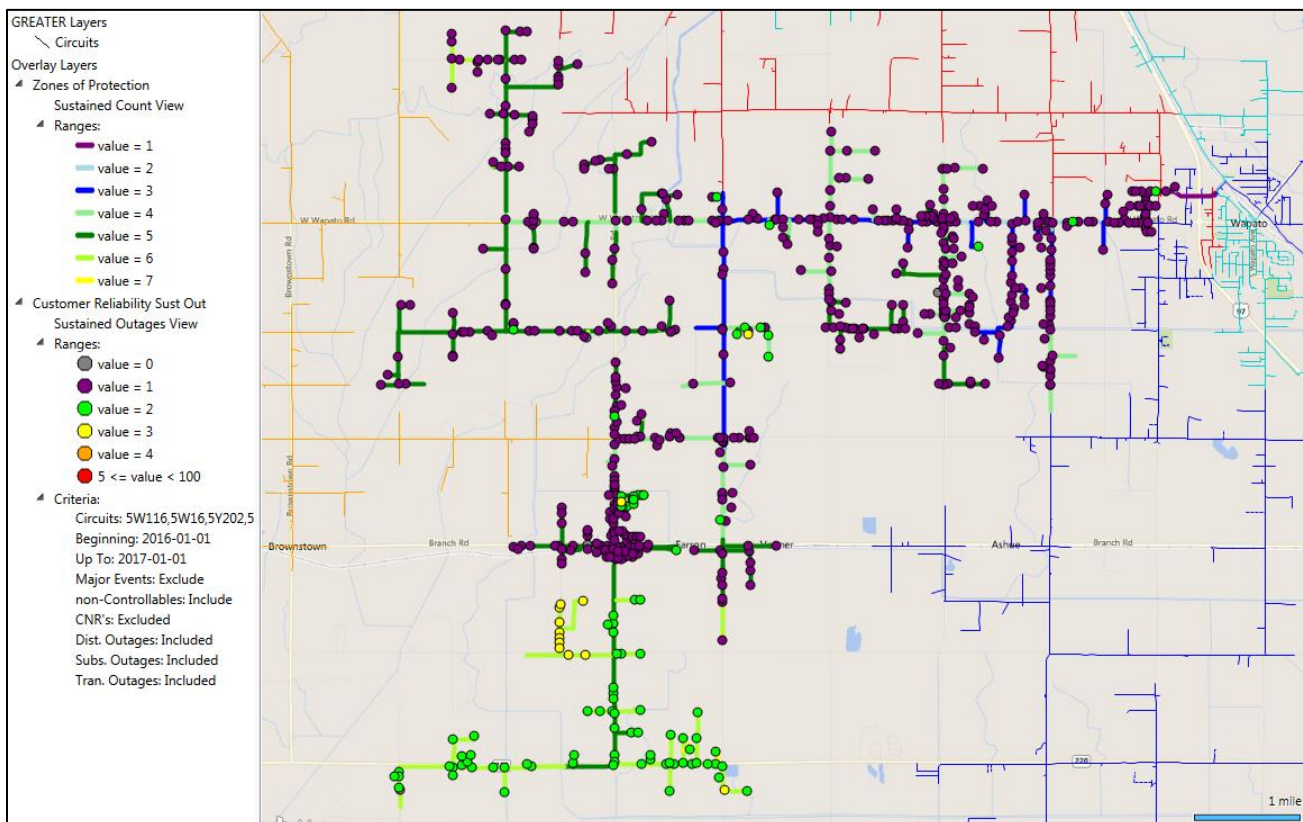 GREATER Layers
Circuits
Overlay Layers
Zones of Protection
Sustained Count View
Ranges:
value = 1
value = 2
value = 3
value = 4
value = 5
value = 6
value = 7
Customer Reliability Sust Out
Sustained Outages View
Ranges:
value = 0
value = 1
value = 2
value = 3
value = 4
5 <= value < 100
Criteria:
Circuits: 5W116,5W16,5Y202,5
Beginning: 2016-01-01
Up To: 2017-01-01
Major Events: Exclude
non-Controllables: Include
CNR's: Excluded
Dist. Outages: Included
Subs. Outages: Included
Tran. Outages: Included
W Wapato Rd
Wapato
Brownstown Rd
97
Brownstown Rd
Brownstown
Branch Rd
Ashue
Branch Rd
220
1 mile